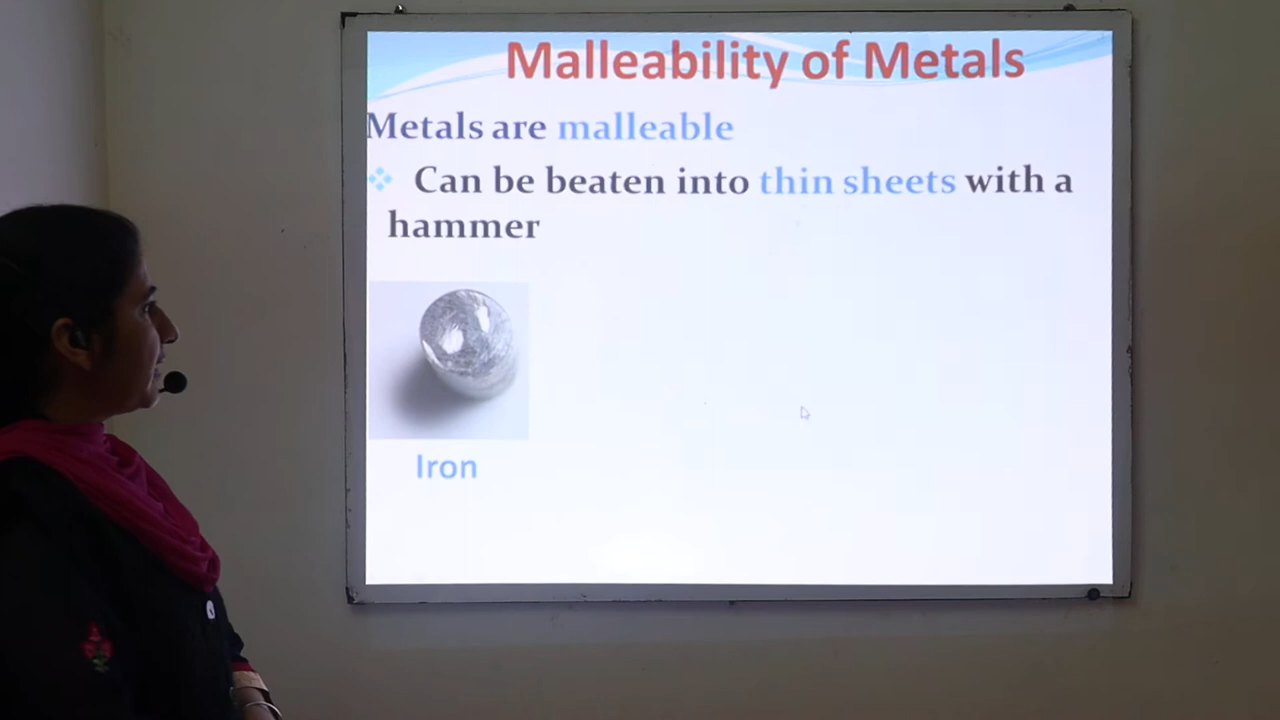 Malleability of Metals
Metals are malleable
Can be beaten into thin sheets with a
hammer
Iron